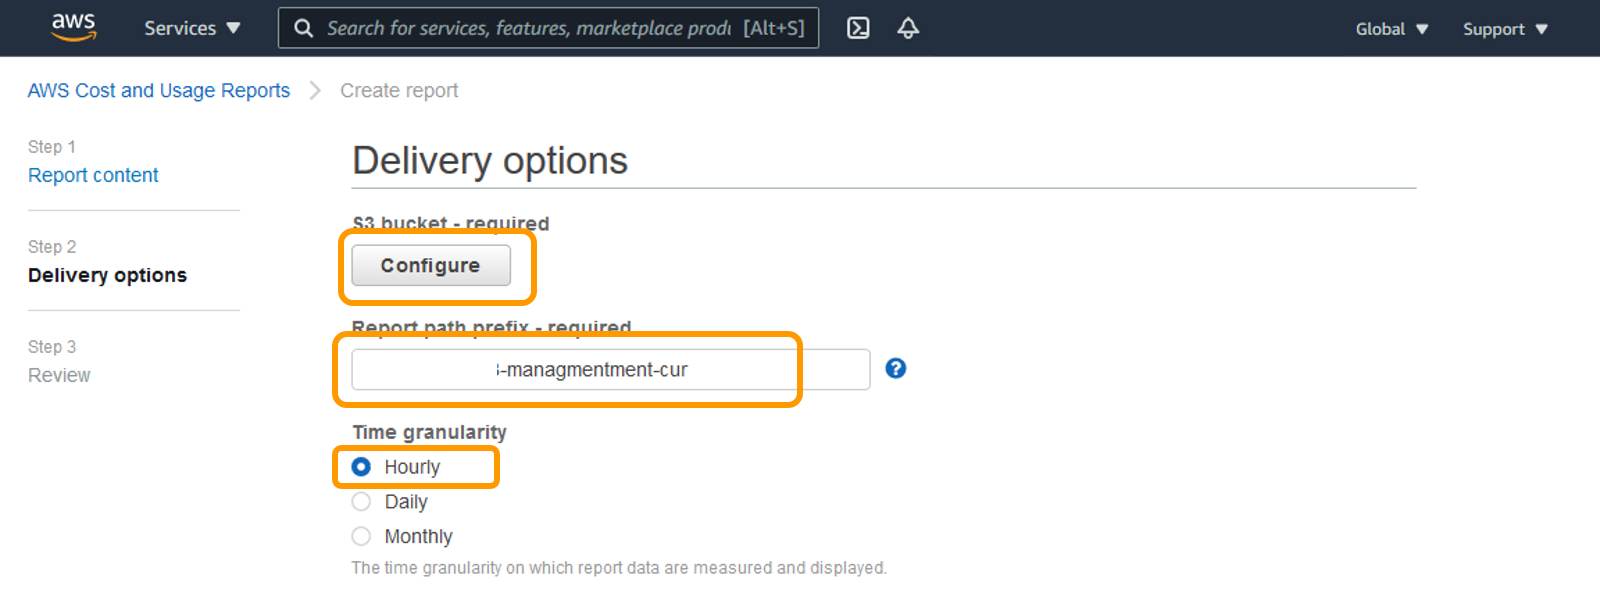 aws Services Search for services, features, marketplace produ [Alt+S] Global Support
AWS Cost and Usage Reports Create report
Step 1
Report content
Step 2
Delivery options
Step 3
Review
Delivery options
S3 bucket - required
Configure
Report path prefix - required
-managmentment-cur
?
Time granularity
Hourly
Daily
Monthly
The time granularity on which report data are measured and displayed.